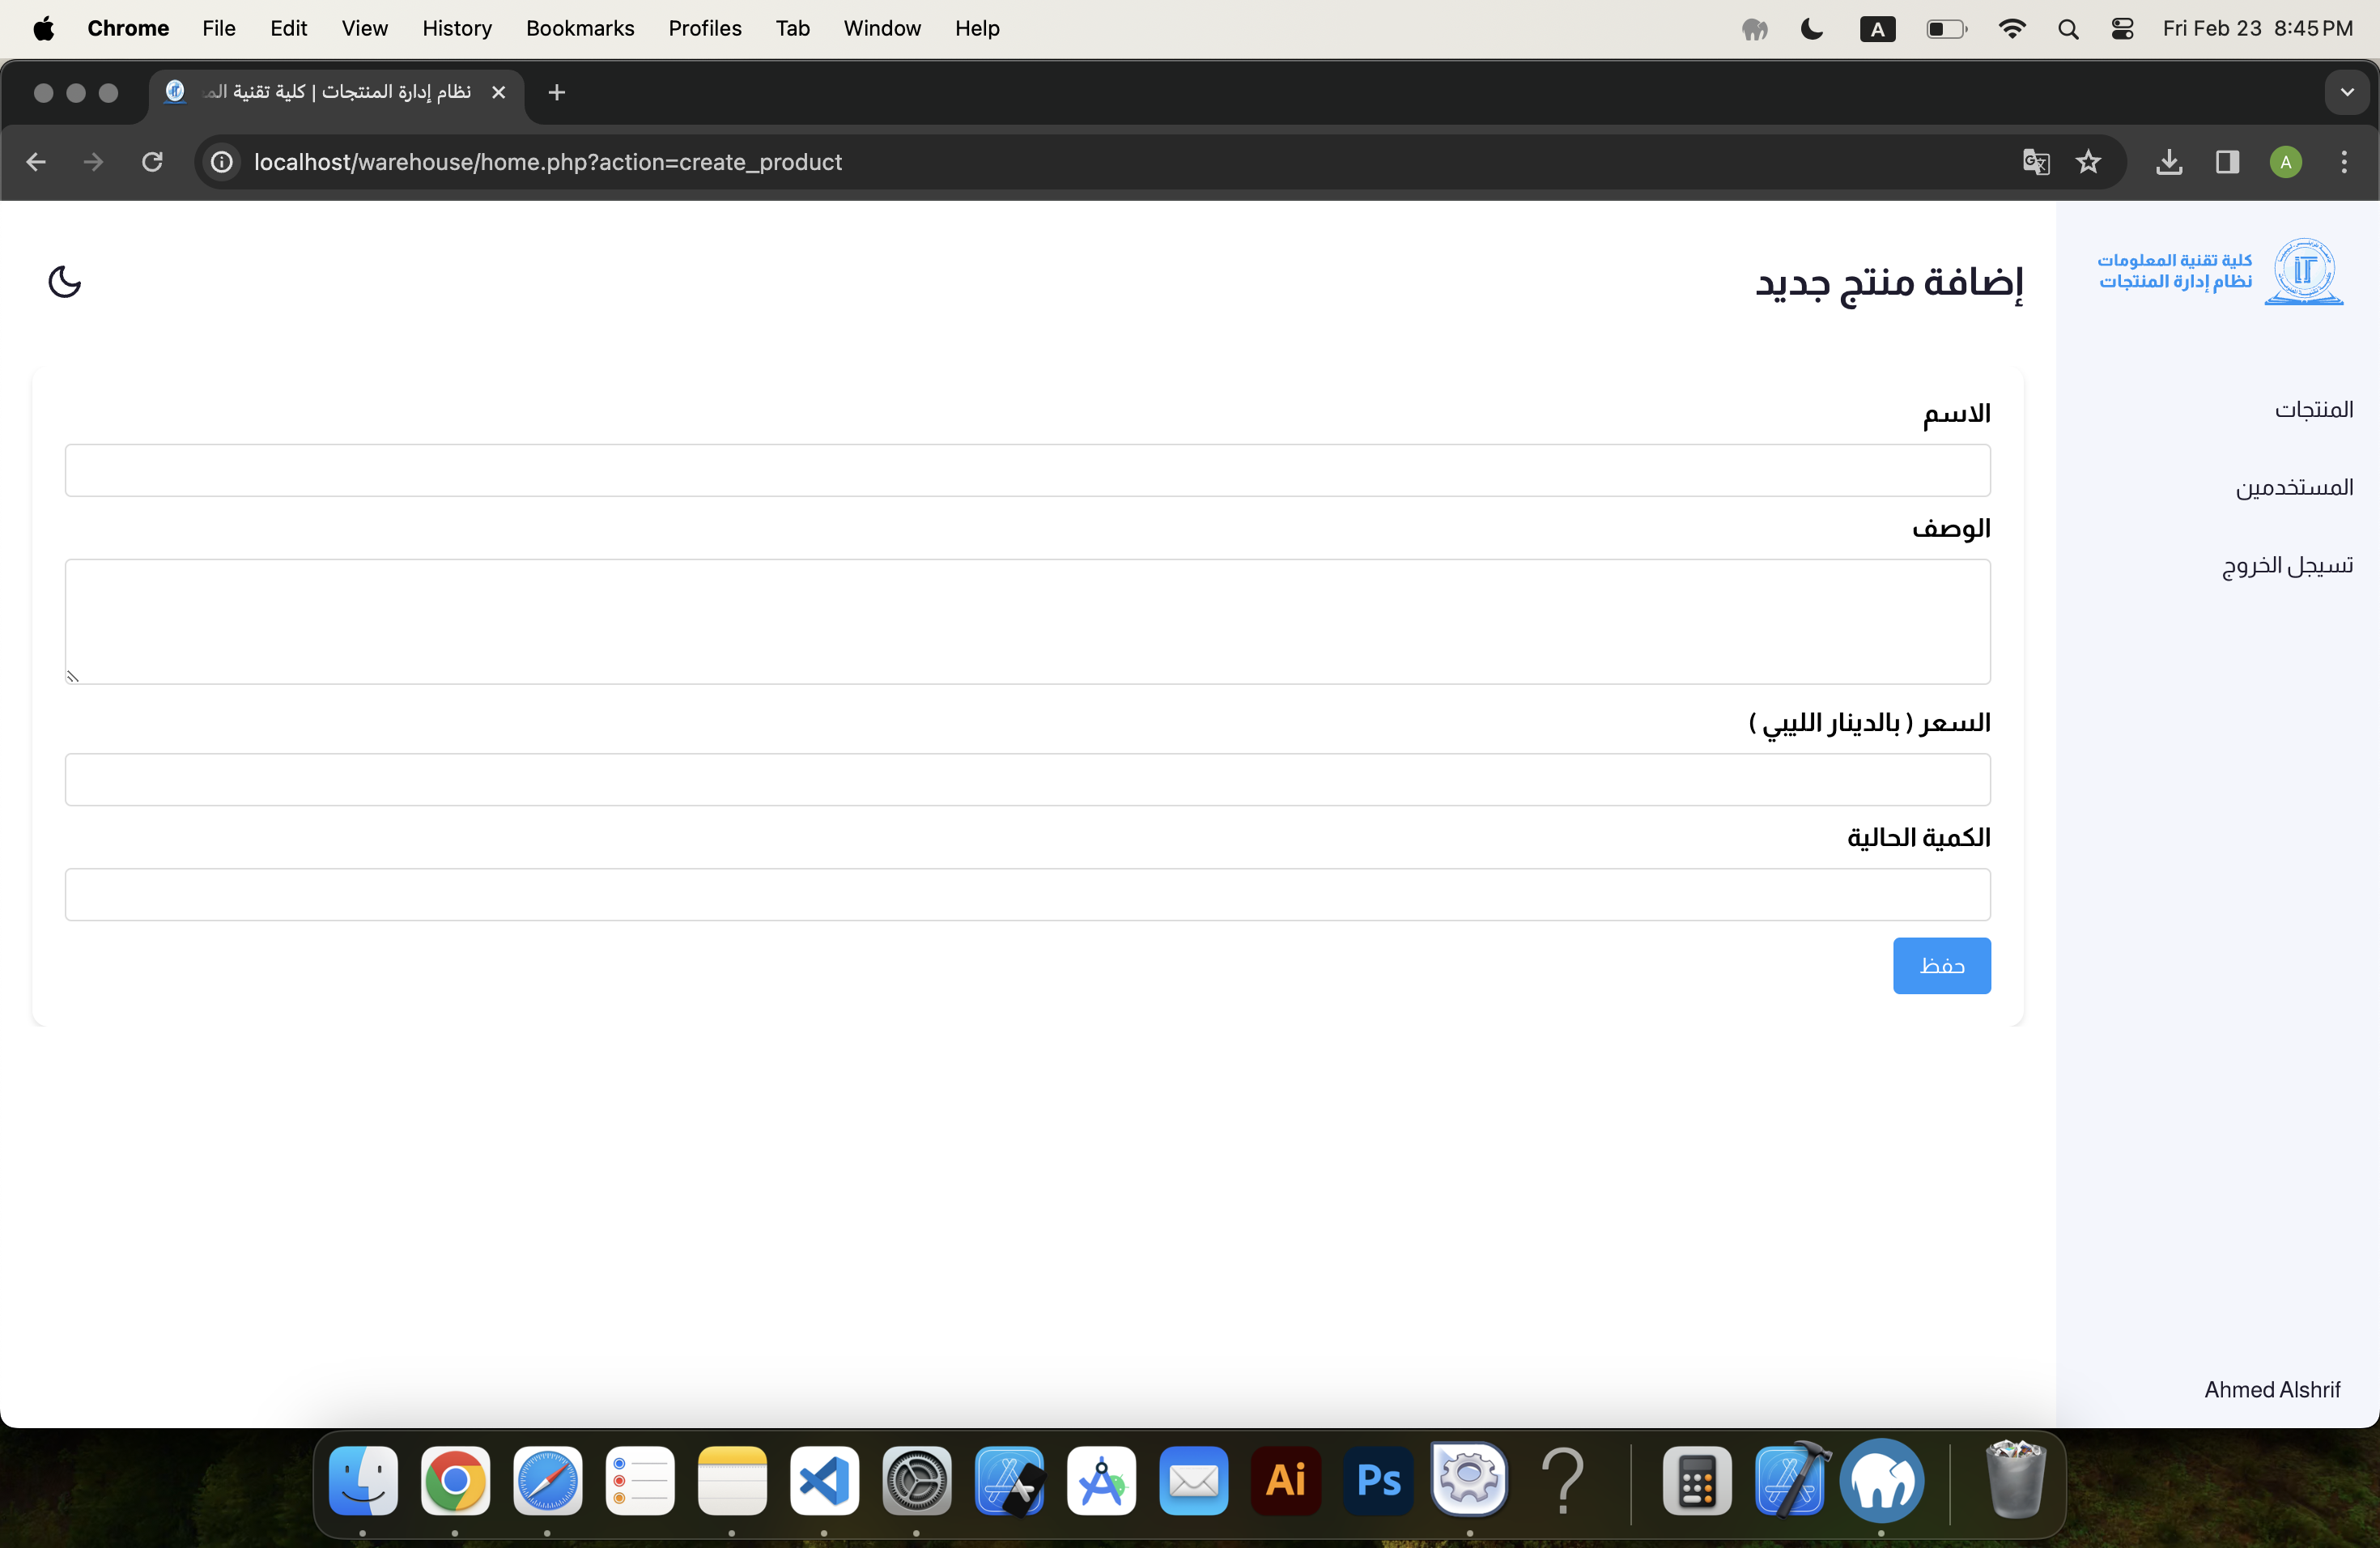 Chrome File Edit View History Bookmarks Profiles Tab Window Help A Fri Feb 23 8:45 PM
نظام إدارة المنتجات | كلية تقنية
localhost/warehouse/home.php?action=create_product A
كلية تقنية المعلومات
نظام إدارة المنتجات
IT
المنتجات
المستخدمين
تسيجل الخروج
Ahmed Alshrif
إضافة منتج جديد
الاسم
الوصف
السعر ( بالدينار الليبي )
الكمية الحالية
حفظ
Ai Ps